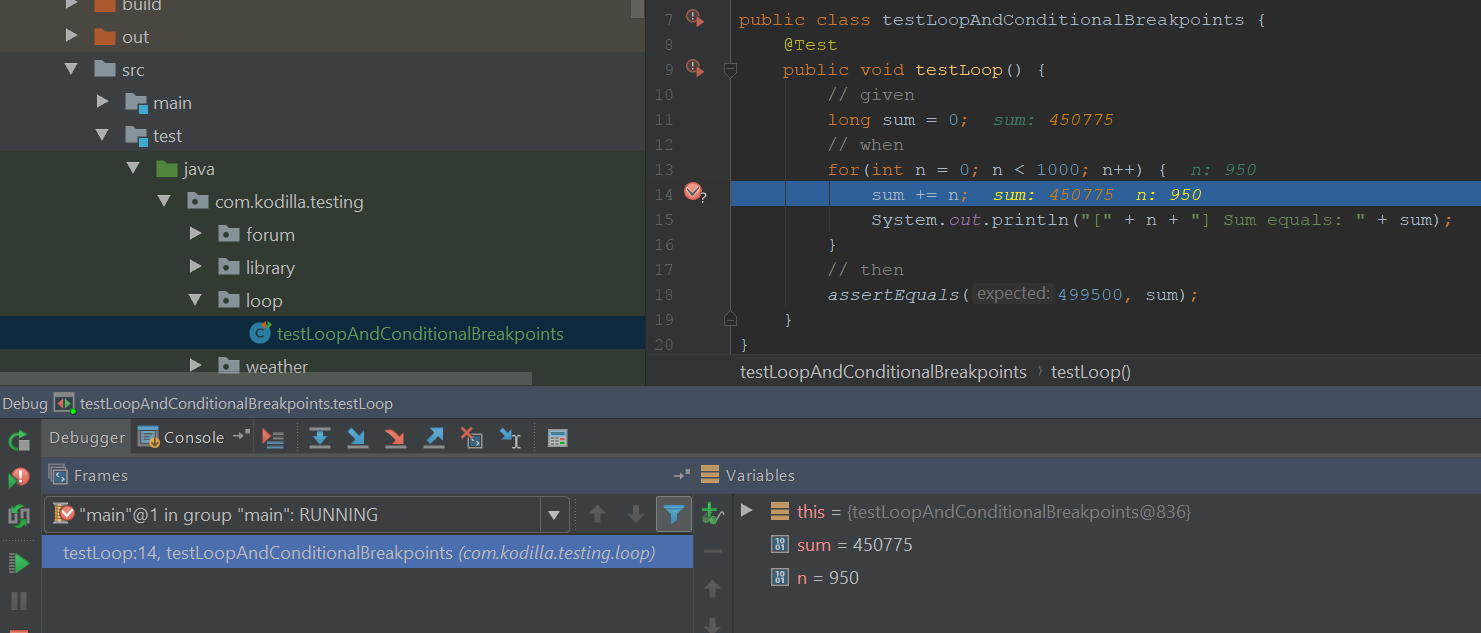 build
out
src
main
test
java
com.kodilla.testing
forum
library
loop
testLoopAndConditionalBreakpoints
weather
7 public class testLoopAndConditionalBreakpoints {
8 @Test
9 public void testLoop() {
10 // given
11 long sum = 0; sum: 450775
12 // when
13 for(int n = 0; n < 1000; n++) { n: 950
14 sum += n; sum: 450775 n: 950
15 System.out.println("[" + n + "] Sum equals: " + sum);
16 }
17 // then
18 assertEquals( expected: 499500, sum);
19 }
20 }
testLoopAndConditionalBreakpoints › testLoop()
Debug testLoopAndConditionalBreakpoints.testLoop
Debugger Console
Frames
"main"@1 in group "main": RUNNING
testLoop:14, testLoopAndConditionalBreakpoints (com.kodilla.testing.loop)
Variables
this = {testLoopAndConditionalBreakpoints@836}
sum = 450775
n = 950